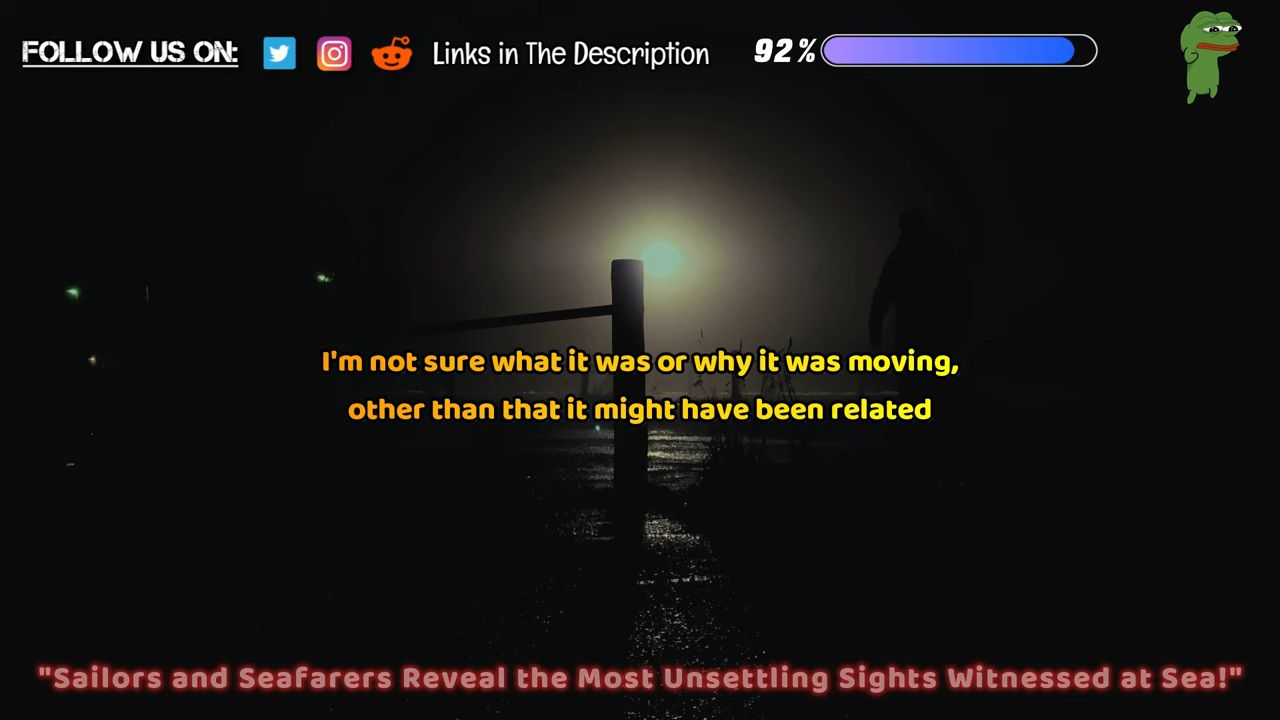 FOLLOW US ON: Links in The Description 92%
I'm not sure what it was or why it was moving,
other than that it might have been related
"Sailors and Seafarers Reveal the Most Unsettling Sights Witnessed at Sea!"